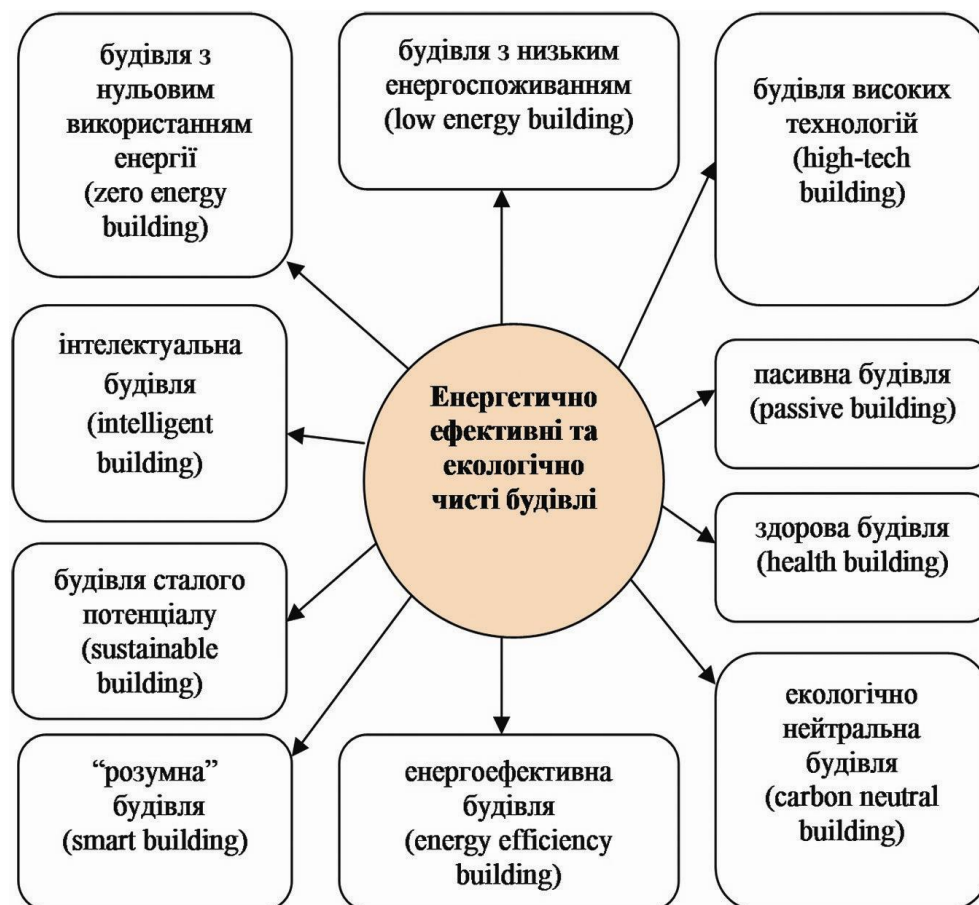 будівля з
нульовим
використанням
енергії
(zero energy
building)
будівля з низьким
енергоспоживанням
(low energy building)
будівля високих
технологій
(high-tech
building)
інтелектуальна
будівля
(intelligent
building)
Енергетично
ефективні та
екологічно
чисті будівлі
пасивна будівля
(passive building)
здорова будівля
(health building)
будівля сталого
потенціалу
(sustainable
building)
“розумна”
будівля
(smart building)
енергоефективна
будівля
(energy efficiency
building)
екологічно
нейтральна
будівля
(carbon neutral
building)